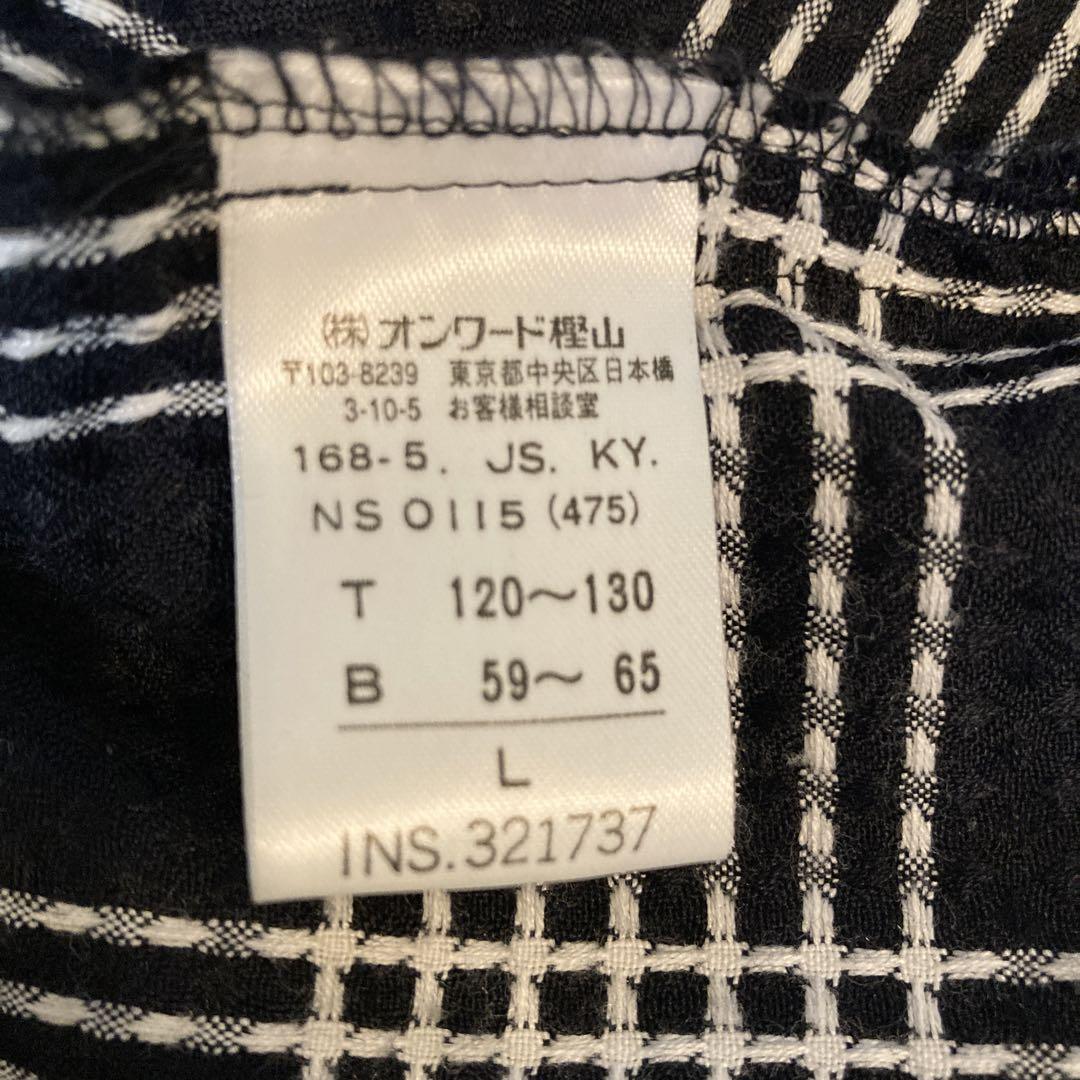 (株)オンワード樫山
〒103-8239 東京都中央区日本橋
3-10-5 お客様相談室
168-5. JS. KY.
NS0115(475)
T 120〜130
B 59〜 65
L
INS.321737